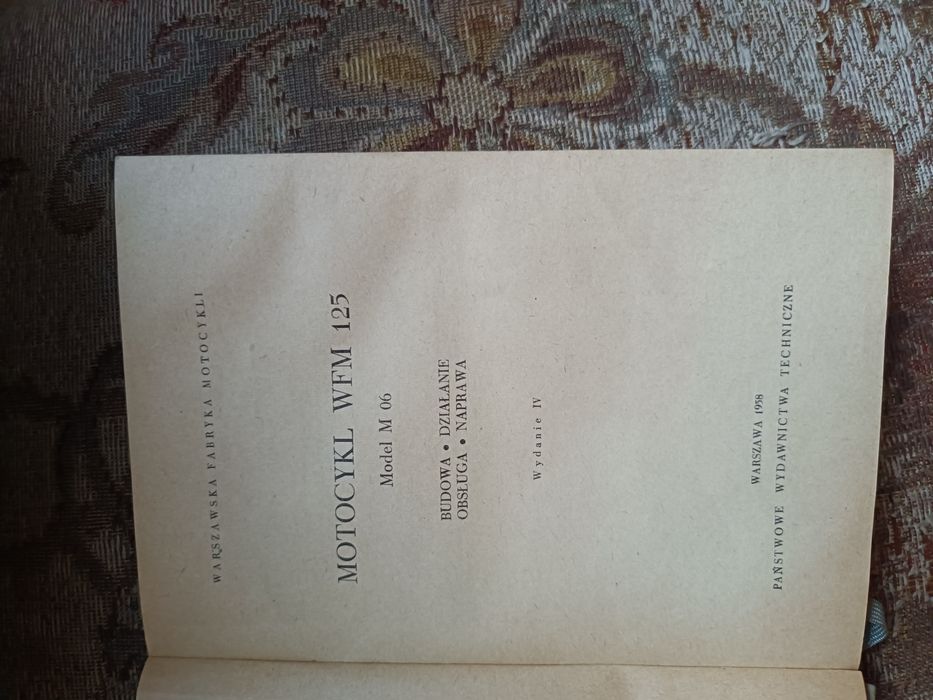 WARSZAWSKA FABRYKA MOTOCYKLI
MOTOCYKL WFM 125
Model M 06
BUDOWA • DZIAŁANIE
OBSŁUGA • NAPRAWA
Wydanie IV
WARSZAWA 1958
PAŃSTWOWE WYDAWNICTWA TECHNICZNE